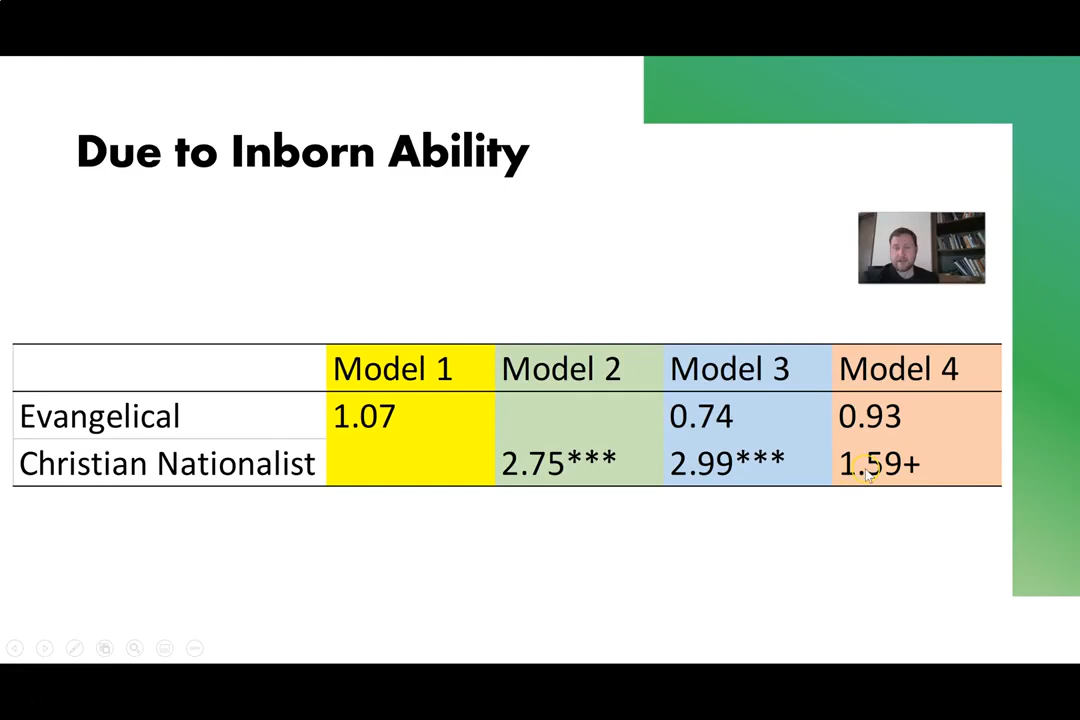 Due to Inborn Ability
Model 1 Model 2 Model 3 Model 4
Evangelical 1.07 0.74 0.93
Christian Nationalist 2.75*** 2.99*** 1.59+